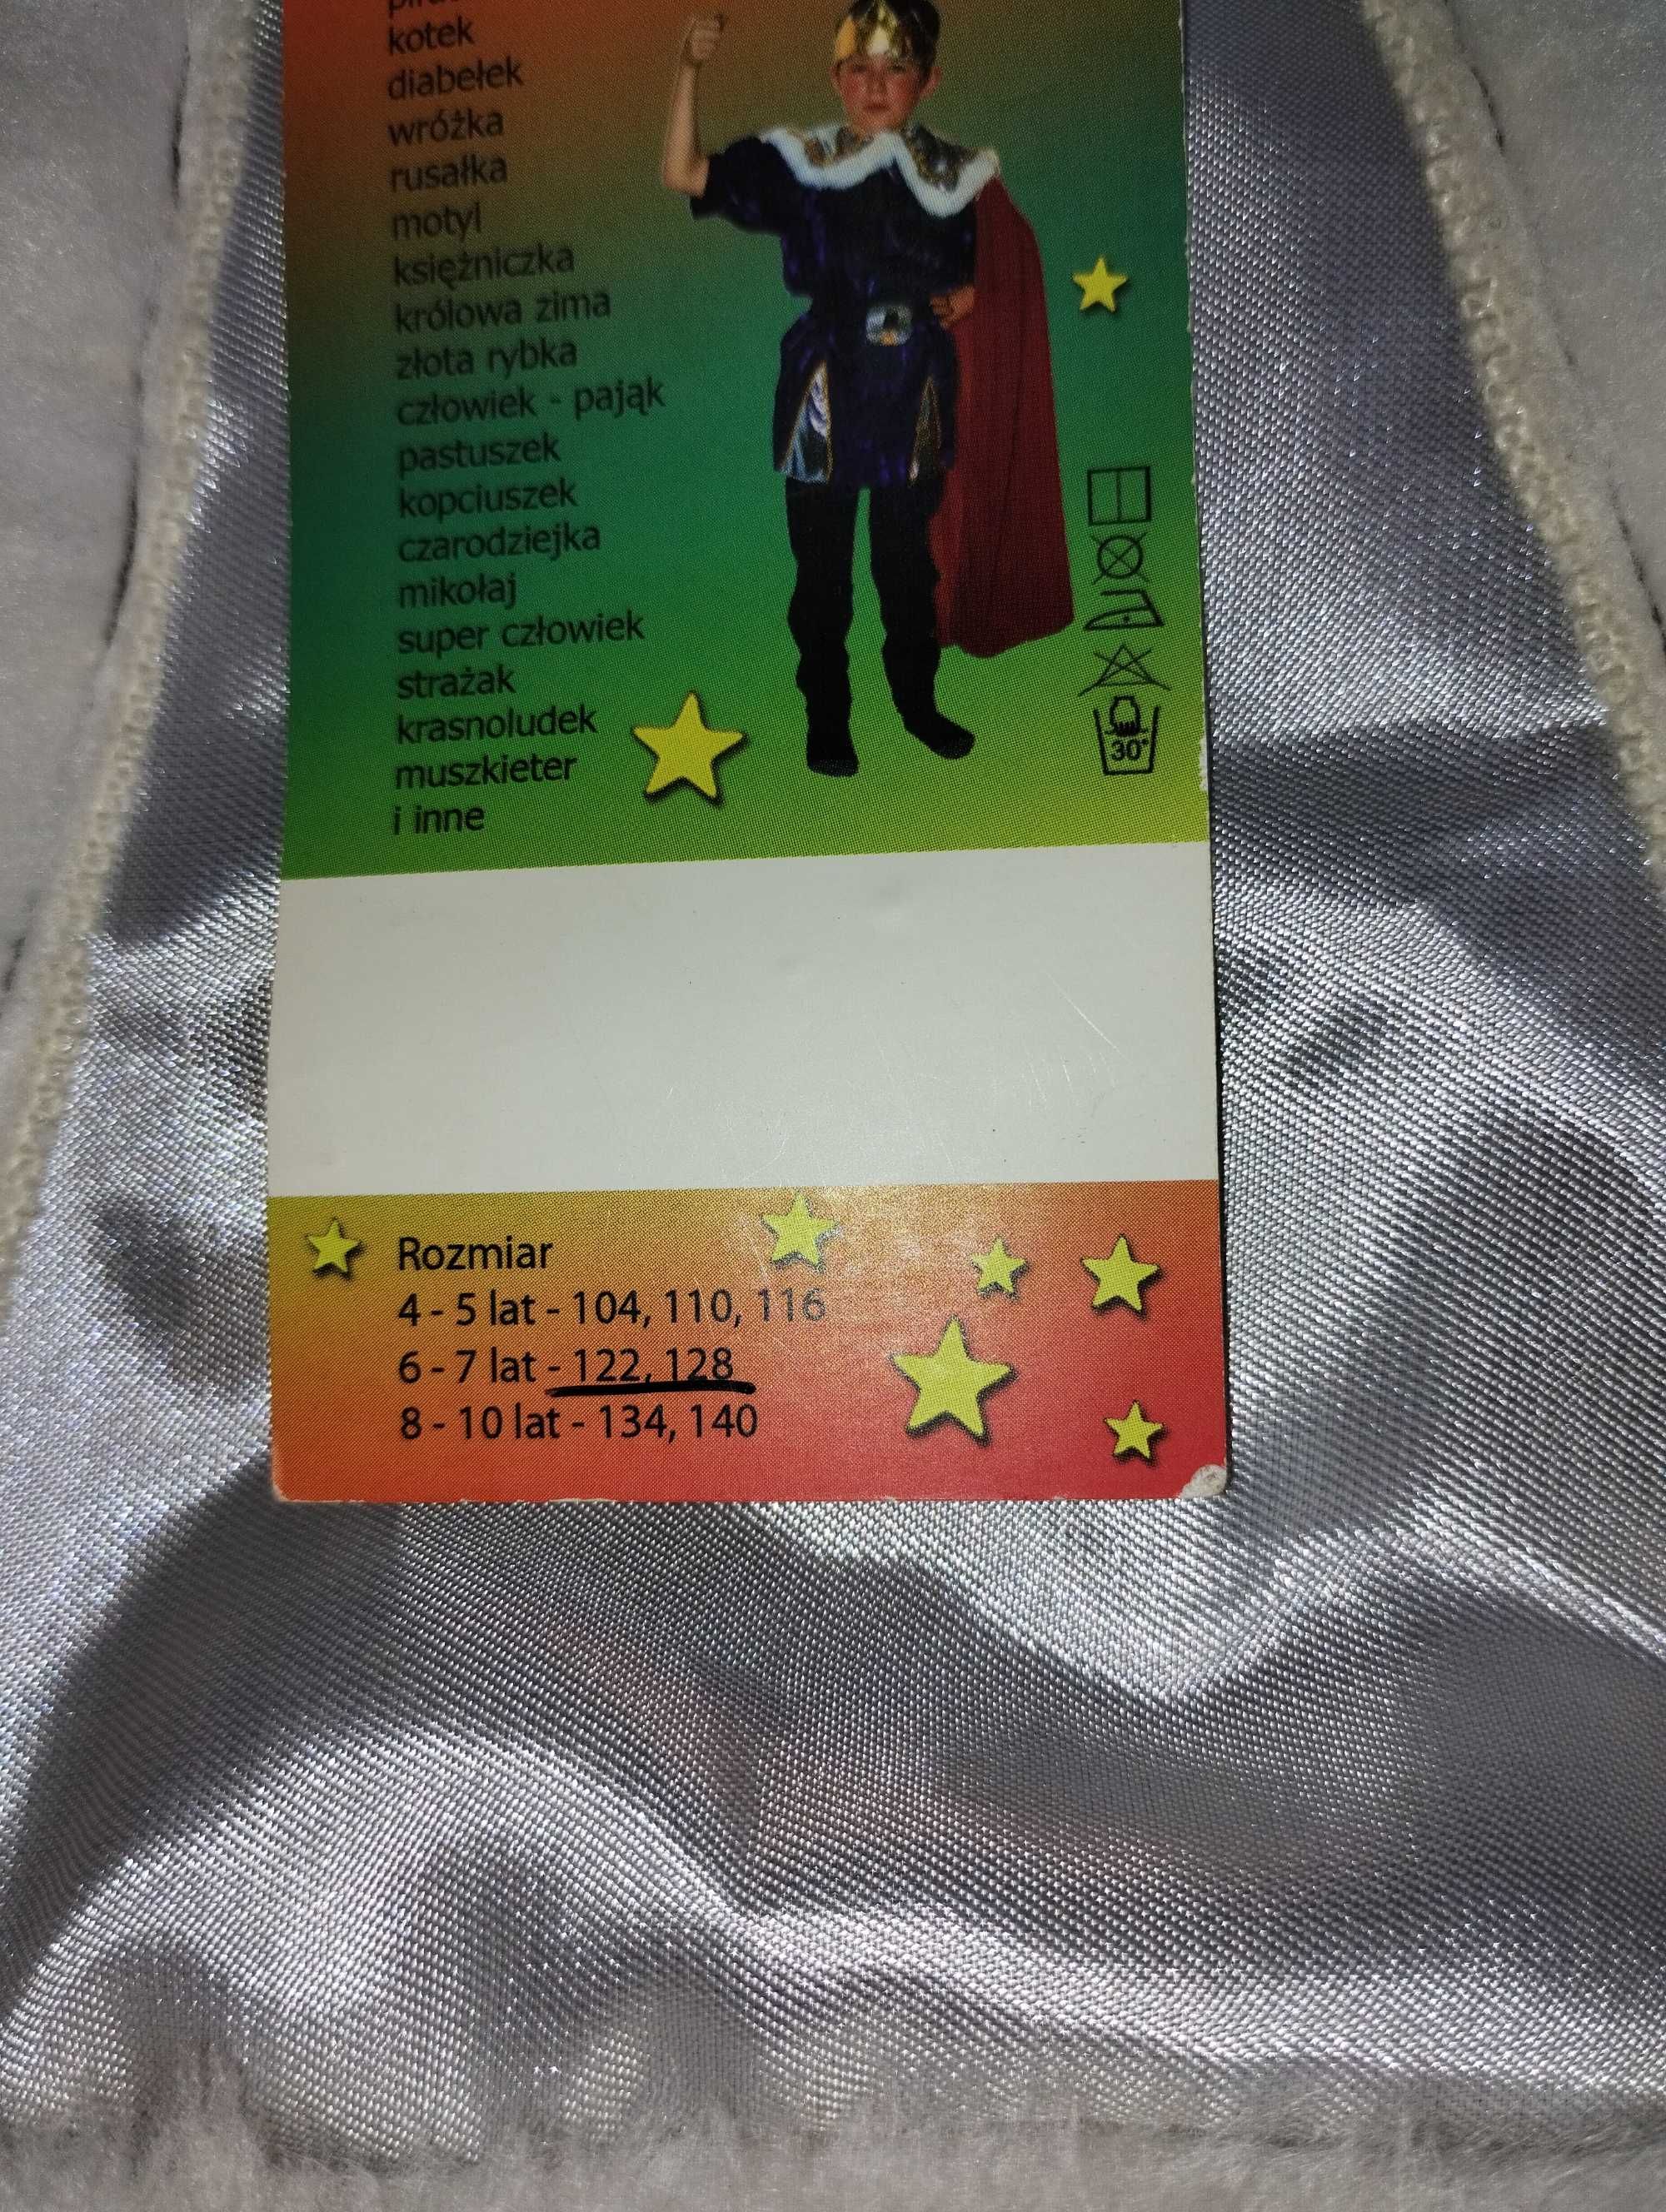 kotek
diabełek
wróżka
rusałka
motyl
księżniczka
królowa zima
złota rybka
człowiek - pająk
pastuszek
kopciuszek
czarodziejka
mikołaj
super człowiek
strażak
krasnoludek
muszkieter
i inne
30°
Rozmiar
4 - 5 lat - 104, 110, 116
6 - 7 lat - 122, 128
8 - 10 lat - 134, 140